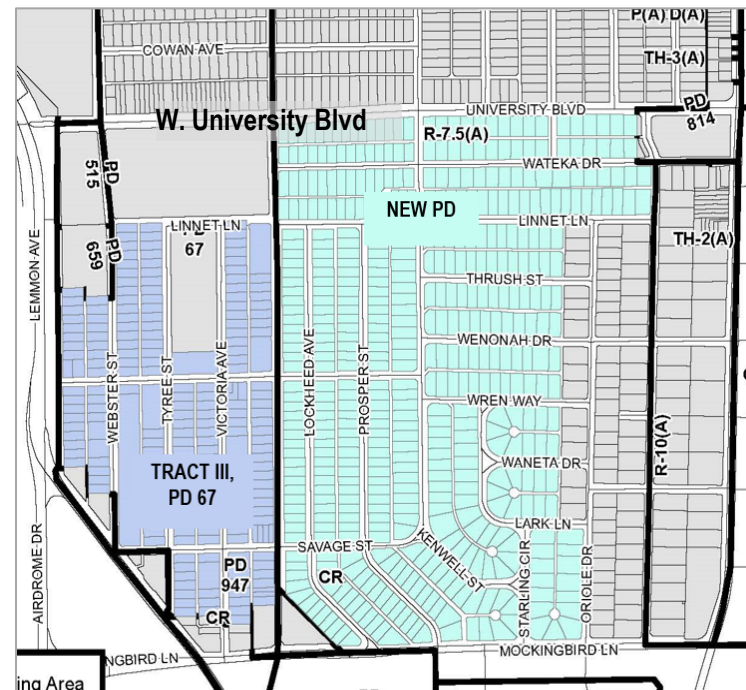 P(A) D(A)
COWAN AVE
TH-3(A)
PD
814
UNIVERSITY BLVD
W. University Blvd
R-7.5(A)
WATEKA DR
PD
515
NEW PD
LINNET LN
LINNET LN
67
PD
659
TH-2(A)
LEMMON AVE
THRUSH ST
WENONAH DR
WEBSTER ST
TYREE ST
VICTORIA AVE
LOCKHEED AVE
PROSPER ST
WREN WAY
R-10(A)
WANETA DR
TRACT III,
PD 67
LARK LN
AIRDROME DR
SAVAGE ST
KENWELL ST
STARLING CIR
ORIOLE DR
PD
947
CR
CR
MOCKINGBIRD LN
NGBIRD LN
ing Area